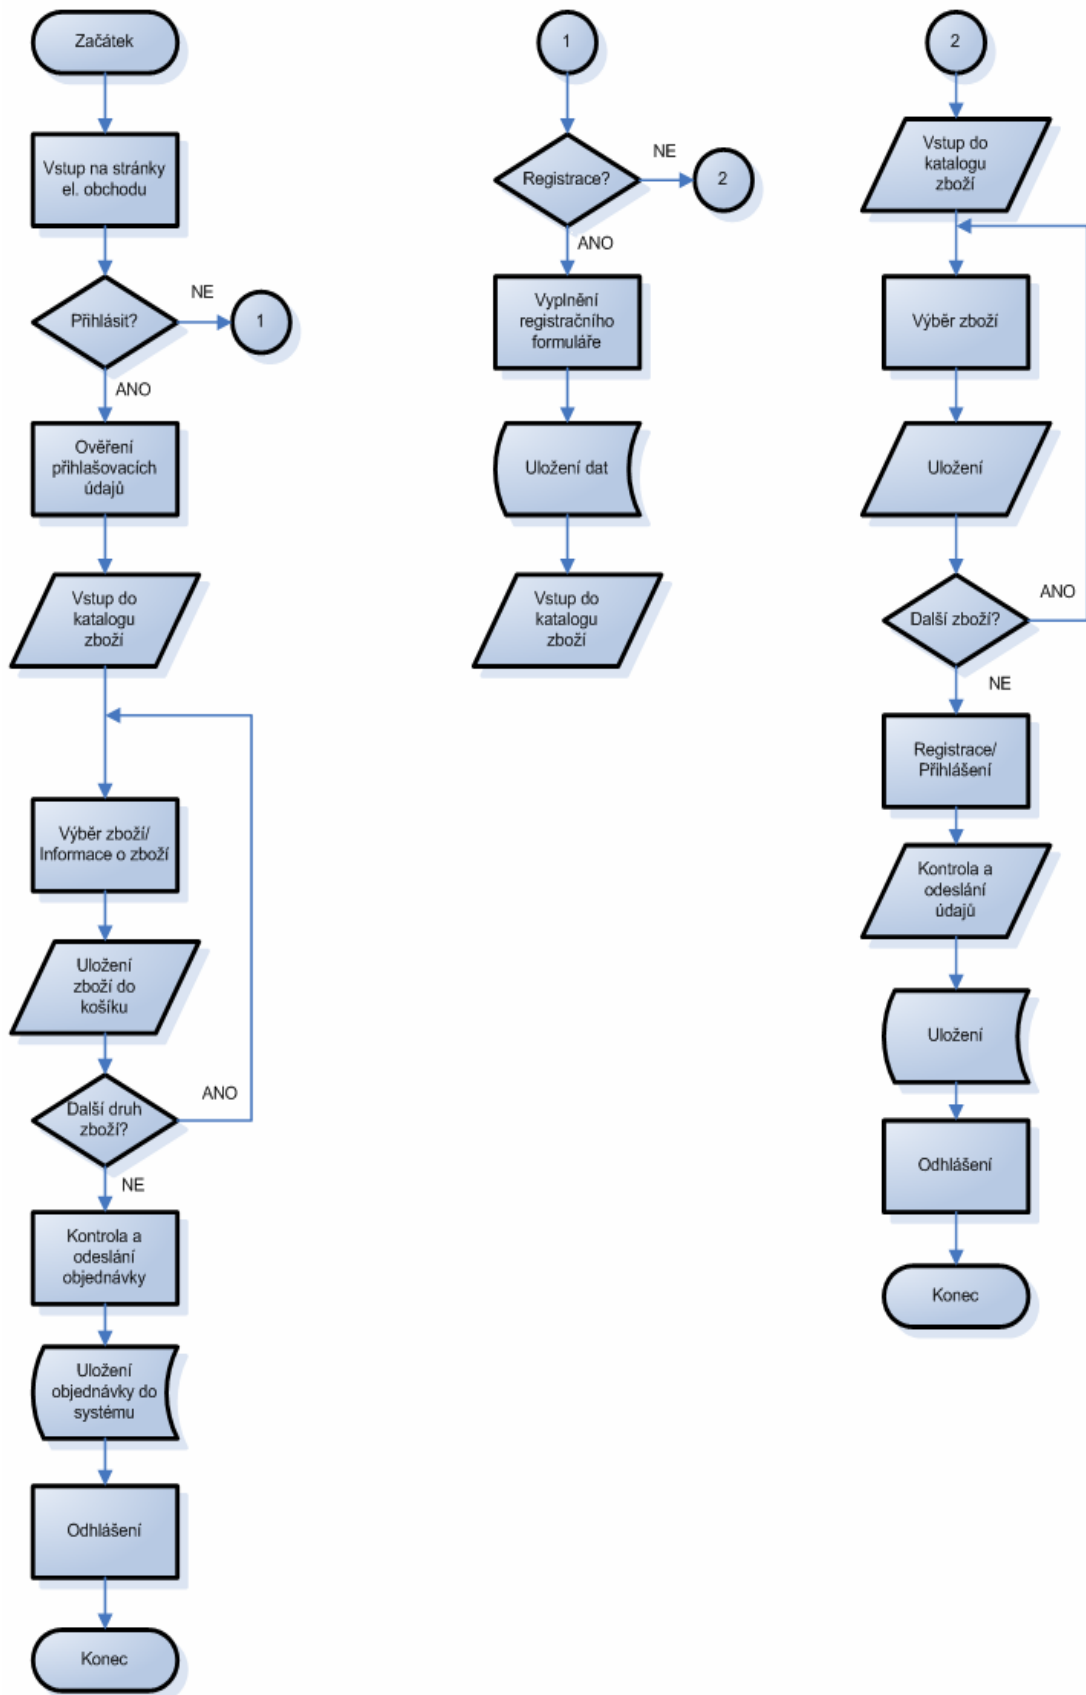 Začátek
Vstup na stránky
el. obchodu
Přihlásit?
NE
1
ANO
Ověření
přihlašovacích
údajů
Vstup do
katalogu
zboží
Výběr zboží/
Informace o zboží
Uložení
zboží do
košíku
Další druh
zboží?
ANO
NE
Kontrola a
odeslání
objednávky
Uložení
objednávky do
systému
Odhlášení
Konec
1
Registrace?
NE
2
ANO
Vyplnění
registračního
formuláře
Uložení dat
Vstup do
katalogu
zboží
2
Vstup do
katalogu
zboží
Výběr zboží
Uložení
Další zboží?
ANO
NE
Registrace/
Přihlášení
Kontrola a
odeslání
údajů
Uložení
Odhlášení
Konec